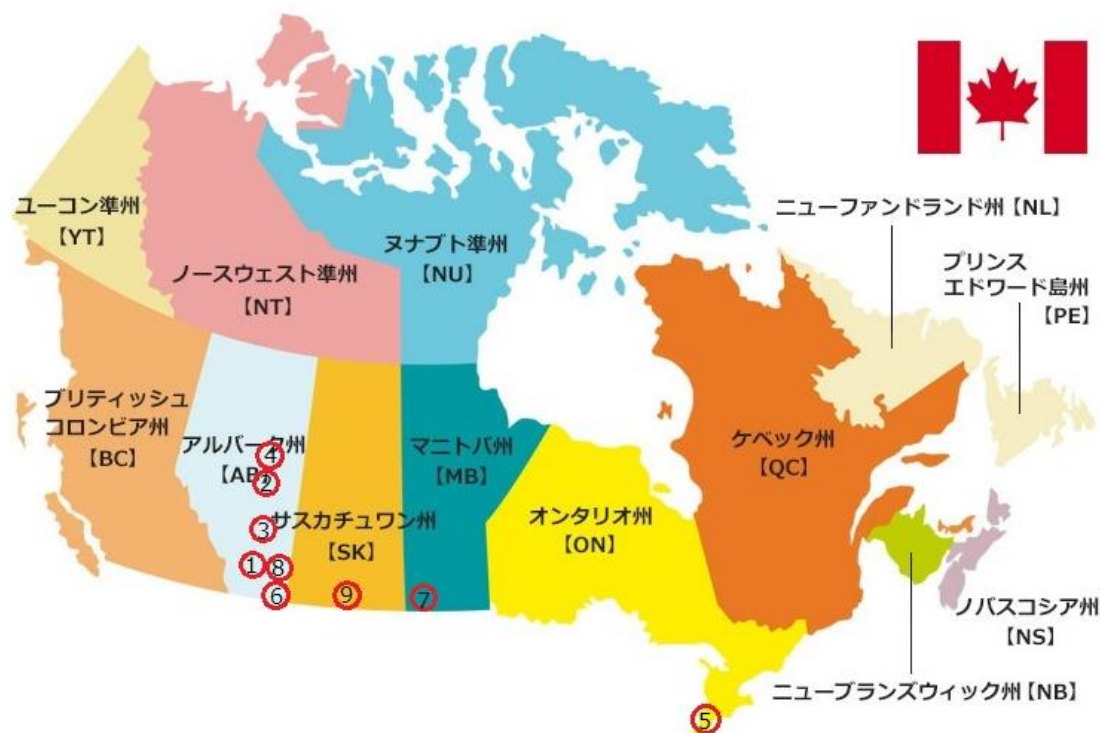 ユーコン準州
【YT】
ノースウェスト準州
【NT】
ヌナブト準州
【NU】
ニューファンドランド州【NL】
プリンス
エドワード島州
【PE】
ブリティッシュ
コロンビア州
【BC】
アルバータ州
【AB】
4
2
3
1
8
6
サスカチュワン州
【SK】
9
マニトバ州
【MB】
7
オンタリオ州
【ON】
5
ケベック州
【QC】
ノバスコシア州
【NS】
ニューブランズウィック州【NB】